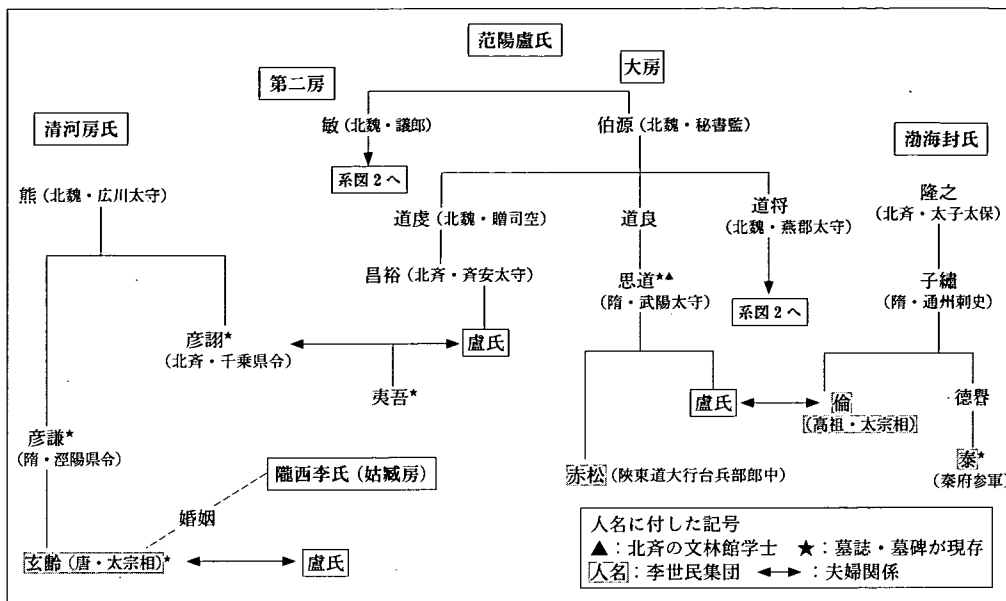 范陽盧氏
大房
第二房
清河房氏
渤海封氏
敏(北魏・議郎)
伯源(北魏・秘書監)
系図2へ
熊(北魏・広川太守)
道虔(北魏・贈司空)
道良
道将
(北魏・燕郡太守)
隆之
(北斉・太子太保)
昌裕(北斉・斉安太守)
思道★▲
(隋・武陽太守)
系図2へ
子繡
(隋・通州刺史)
彦詡★
(北斉・千乗県令)
盧氏
夷吾★
盧氏
倫
(高祖・太宗相)
徳譽
彦謙★
(隋・涇陽県令)
隴西李氏(姑臧房)
赤松(陝東道大行台兵部郎中)
泰★
(秦府参軍)
婚姻
玄齢(唐・太宗相)★
盧氏
人名に付した記号
▲:北斉の文林館学士 ★:墓誌・墓碑が現存
人名:李世民集団 ←→:夫婦関係